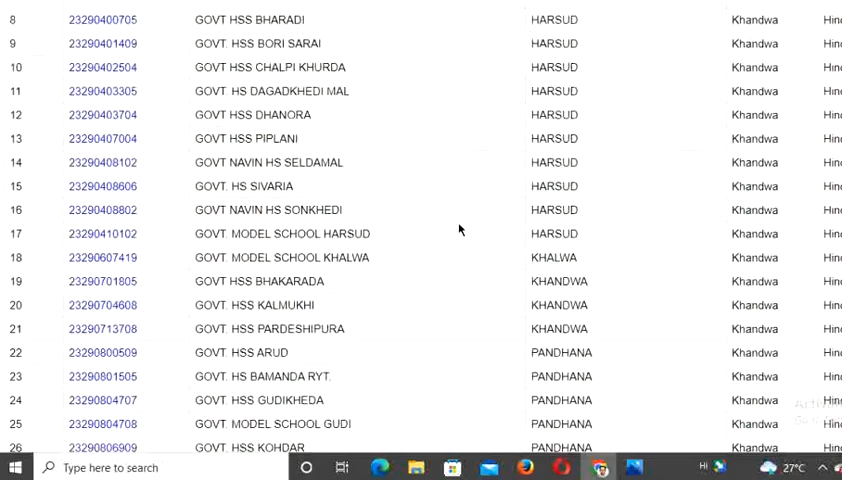 8 23290400705 GOVT HSS BHARADI HARSUD Khandwa
9 23290401409 GOVT. HSS BORI SARAI HARSUD Khandwa
10 23290402504 GOVT HSS CHALPI KHURDA HARSUD Khandwa
11 23290403305 GOVT. HS DAGADKHEDI MAL HARSUD Khandwa
12 23290403704 GOVT HSS DHANORA HARSUD Khandwa
13 23290407004 GOVT HSS PIPLANI HARSUD Khandwa
14 23290408102 GOVT NAVIN HS SELDAMAL HARSUD Khandwa
15 23290408606 GOVT. HS SIVARIA HARSUD Khandwa
16 23290408802 GOVT NAVIN HS SONKHEDI HARSUD Khandwa
17 23290410102 GOVT. MODEL SCHOOL HARSUD HARSUD Khandwa
18 23290607419 GOVT. MODEL SCHOOL KHALWA KHALWA Khandwa
19 23290701805 GOVT HSS BHAKARADA KHANDWA Khandwa
20 23290704608 GOVT. HSS KALMUKHI KHANDWA Khandwa
21 23290713708 GOVT. HSS PARDESHIPURA KHANDWA Khandwa
22 23290800509 GOVT. HSS ARUD PANDHANA Khandwa
23 23290801505 GOVT. HS BAMANDA RYT. PANDHANA Khandwa
24 23290804707 GOVT. HSS GUDIKHEDA PANDHANA Khandwa
25 23290804708 GOVT. MODEL SCHOOL GUDI PANDHANA Khandwa
26 23290806909 GOVT. HSS KOHDAR PANDHANA Khandwa
Type here to search 27°C